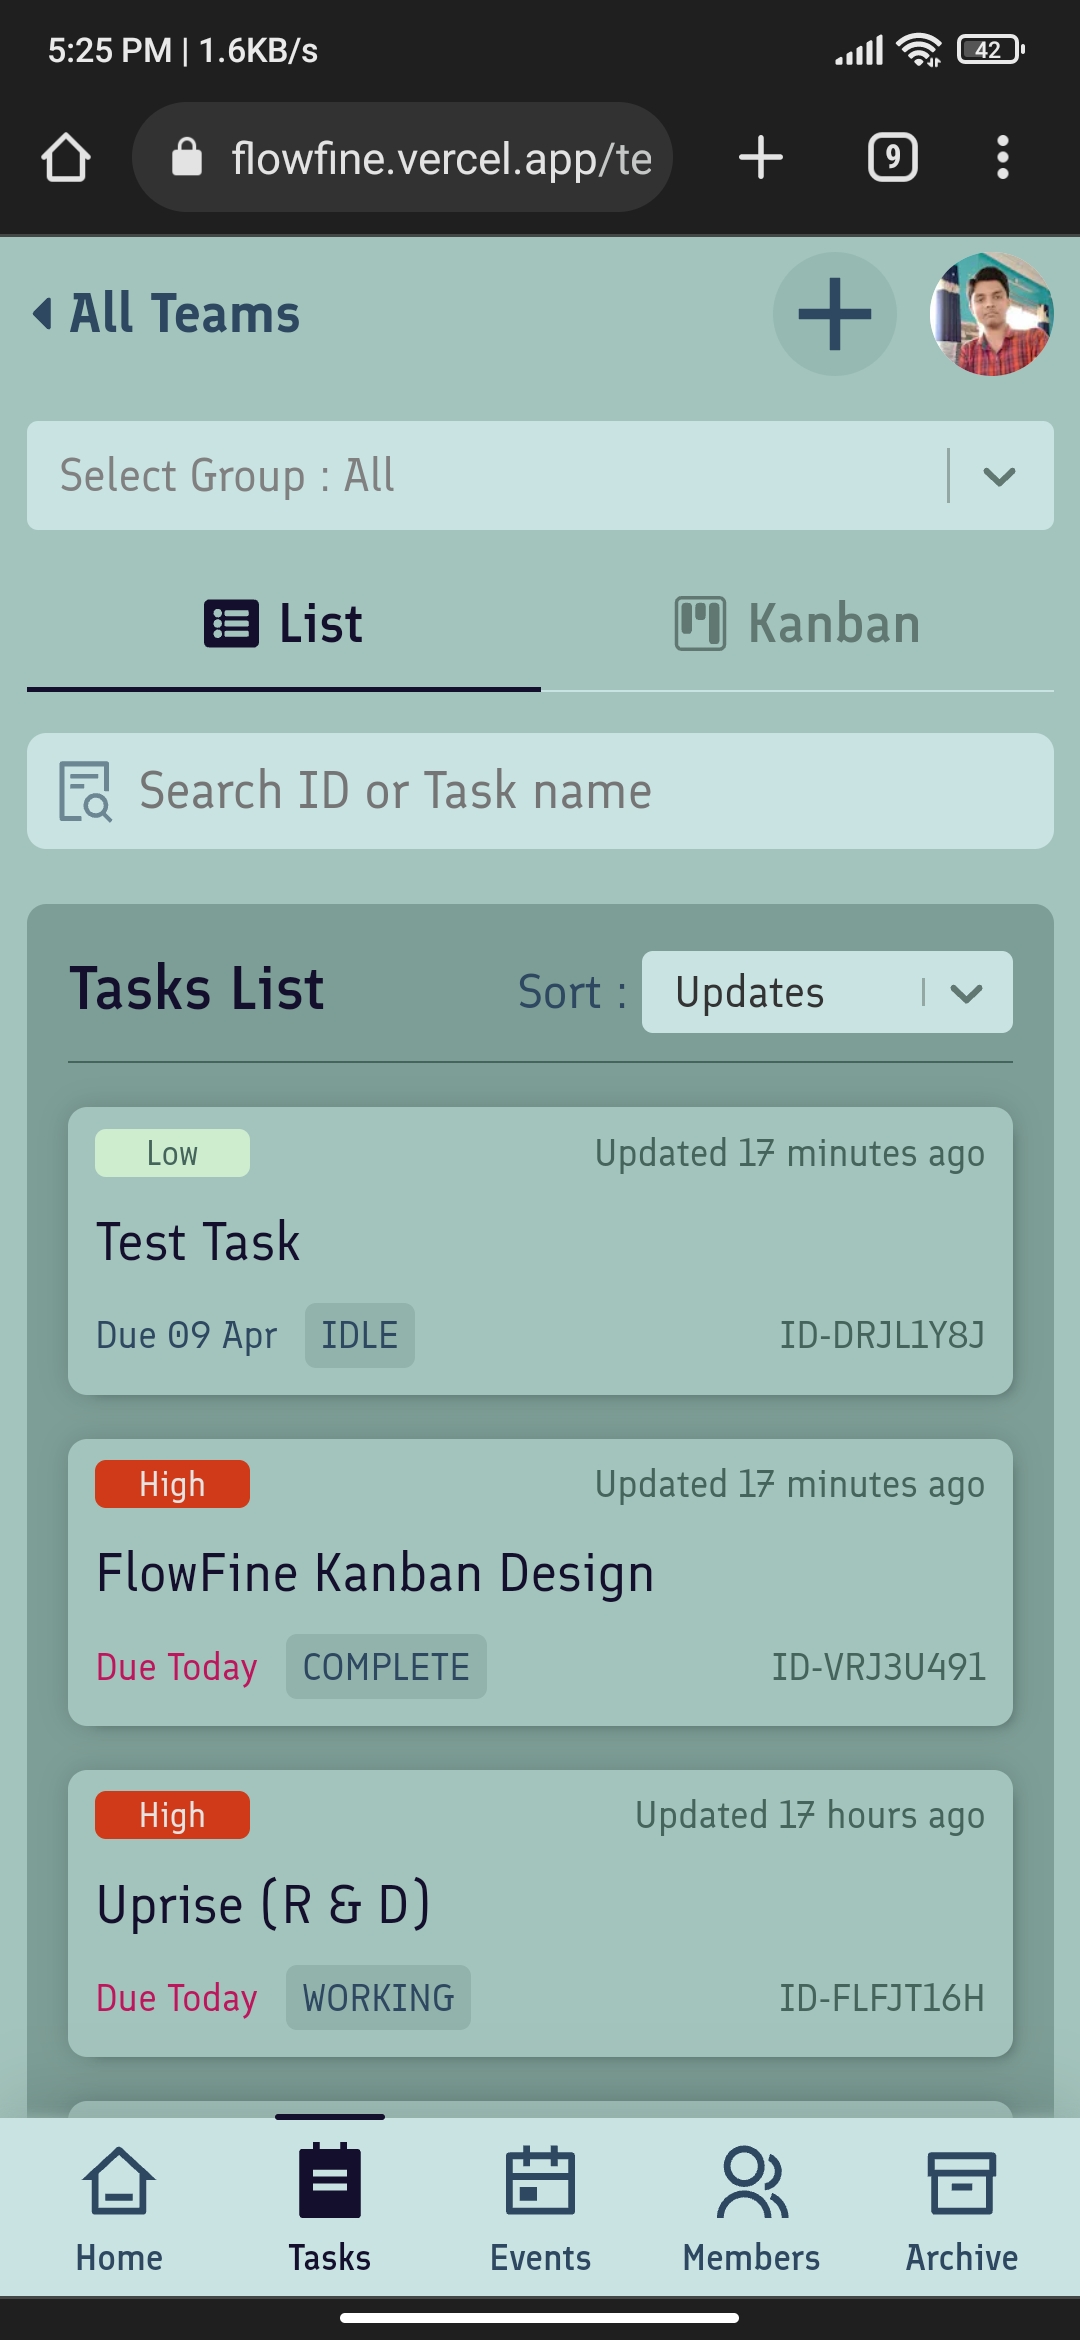 5:25 PM | 1.6KB/s
42
flowfine.vercel.app/te
9
All Teams
Select Group : All
List
Kanban
Search ID or Task name
Tasks List
Sort :
Updates
Low
Updated 17 minutes ago
Test Task
Due 09 Apr
IDLE
ID-DRJL1Y8J
High
Updated 17 minutes ago
FlowFine Kanban Design
Due Today
COMPLETE
ID-VRJ3U491
High
Updated 17 hours ago
Uprise (R & D)
Due Today
WORKING
ID-FLFJT16H
Home
Tasks
Events
Members
Archive